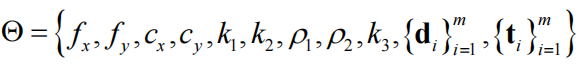 Θ = {f_x, f_y, c_x, c_y, k_1, k_2, ρ_1, ρ_2, k_3, {d_i}_{i=1}^m, {t_i}_{i=1}^m}